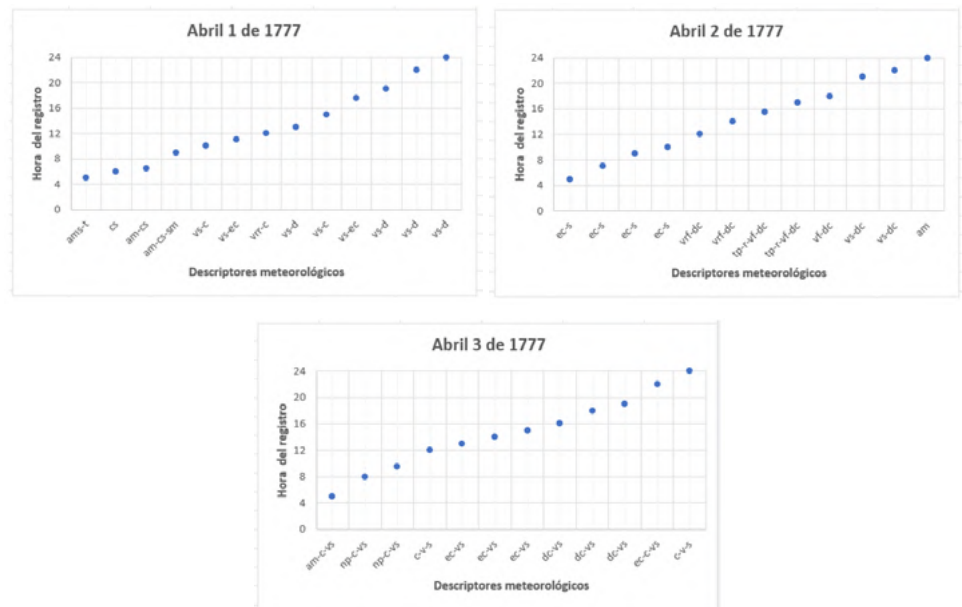 Abril 1 de 1777
Hora del registro
24
20
16
12
8
4
0
ams-t
cs
am-cs
am-cs-sm
vs-c
vs-ec
vrr-c
vs-d
vs-c
vs-ec
vs-d
vs-d
vs-d
Descriptores meteorológicos
Abril 2 de 1777
Hora del registro
24
20
16
12
8
4
0
ec-s
ec-s
ec-s
ec-s
vrf-dc
vrf-dc
tp-r-vf-dc
tp-r-vf-dc
vf-dc
vs-dc
vs-dc
am
Descriptores meteorológicos
Abril 3 de 1777
Hora del registro
24
20
16
12
8
4
0
am-c-vs
np-c-vs
np-c-vs
c-v-s
ec-vs
ec-vs
ec-vs
dc-vs
dc-vs
dc-vs
ec-c-vs
c-v-s
Descriptores meteorológicos